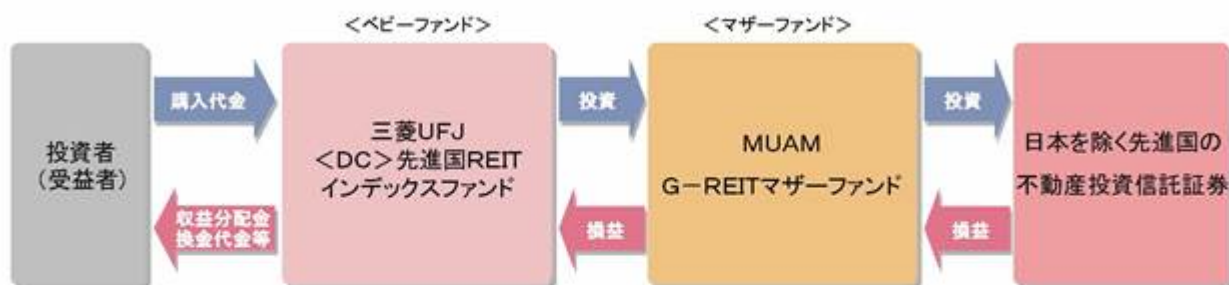 ＜ベビーファンド＞
＜マザーファンド＞
投資者
（受益者）
購入代金
収益分配金
換金代金等
三菱UFJ
＜DC＞先進国REIT
インデックスファンド
投資
損益
MUAM
G－REITマザーファンド
投資
損益
日本を除く先進国の
不動産投資信託証券